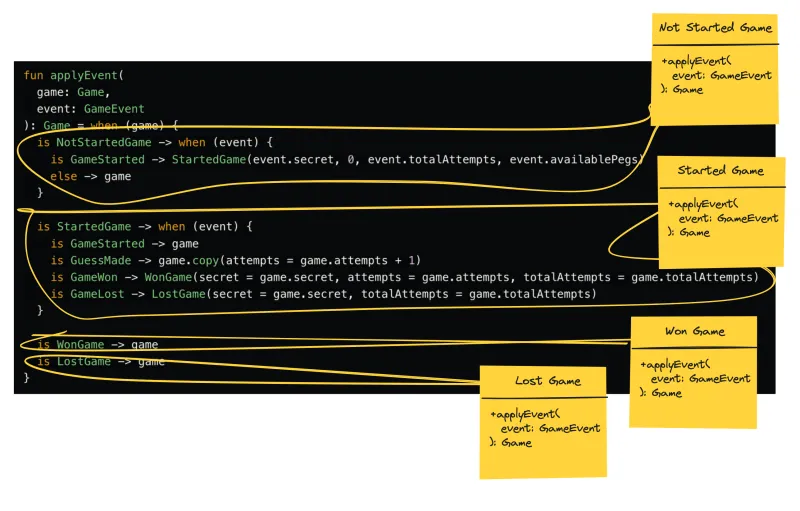 fun applyEvent(
game: Game,
event: GameEvent
): Game = when (game) {
is NotStartedGame -> when (event) {
is GameStarted -> StartedGame(event.secret, 0, event.totalAttempts, event.availablePegs)
else -> game
}
is StartedGame -> when (event) {
is GameStarted -> game
is GuessMade -> game.copy(attempts = game.attempts + 1)
is GameWon -> WonGame(secret = game.secret, attempts = game.attempts, totalAttempts = game.totalAttempts)
is GameLost -> LostGame(secret = game.secret, totalAttempts = game.totalAttempts)
}
is WonGame -> game
is LostGame -> game
}
Not Started Game
+applyEvent(
event: GameEvent
): Game
Started Game
+applyEvent(
event: GameEvent
): Game
Won Game
+applyEvent(
event: GameEvent
): Game
Lost Game
+applyEvent(
event: GameEvent
): Game